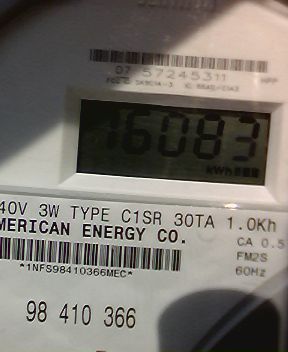 07 57245311
16083
kWh
40V 3W TYPE C1SR 30TA 1.0Kh
MERICAN ENERGY CO.
CA 0.5
*1NFS98410366MEC*
FM2S
60Hz
98 410 366